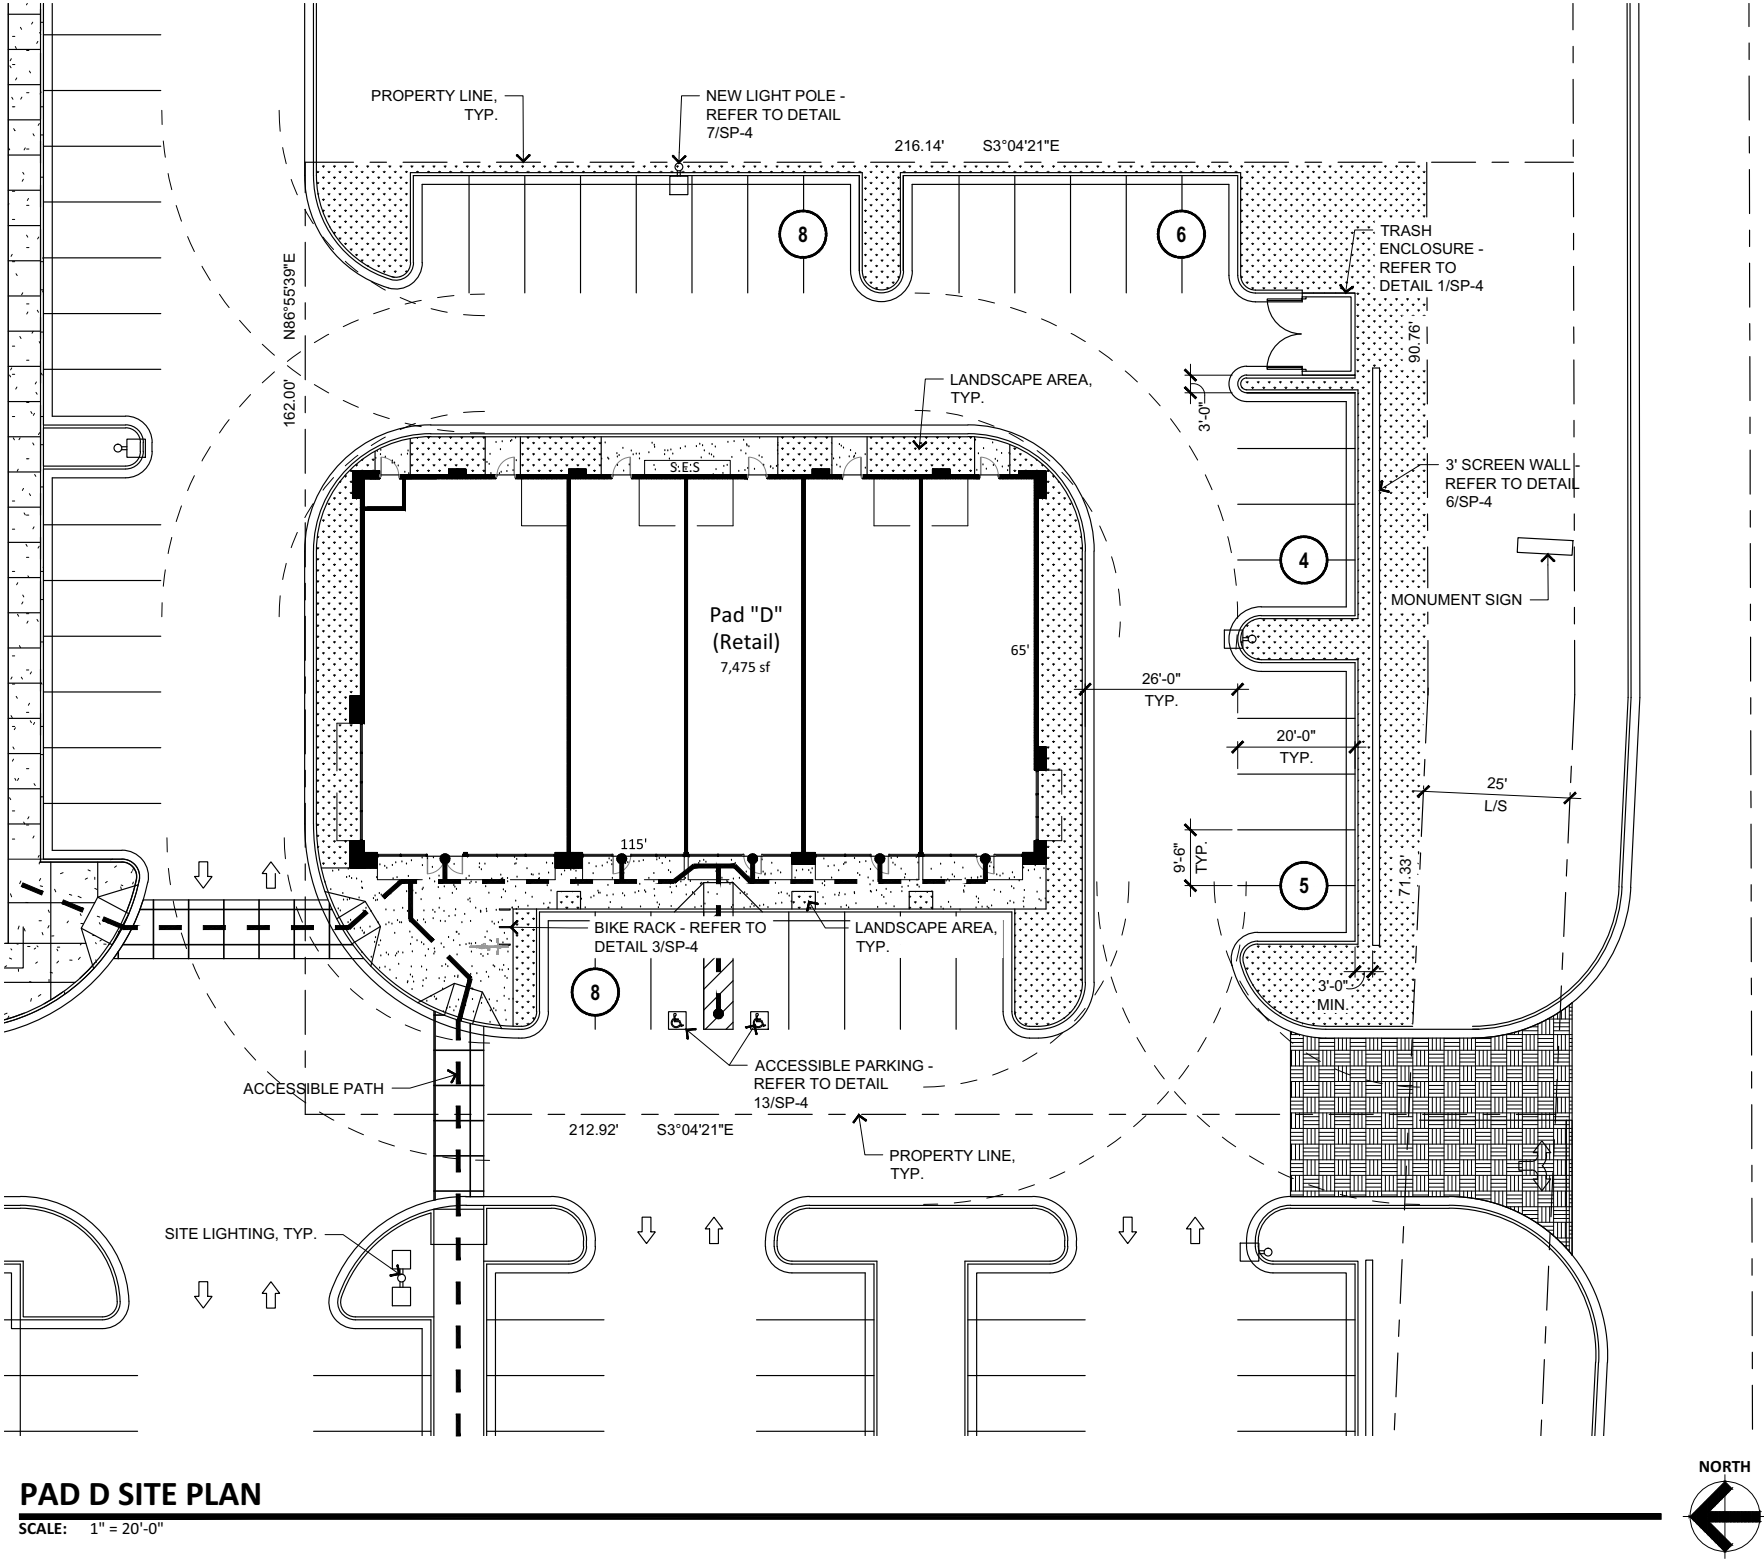 PROPERTY LINE,
TYP.
NEW LIGHT POLE -
REFER TO DETAIL
7/SP-4
216.14' S3°04'21"E
8
6
TRASH
ENCLOSURE -
REFER TO
DETAIL 1/SP-4
162.00' N86°55'39"E
90.76'
LANDSCAPE AREA,
TYP.
3'-0"
S.E.S
3' SCREEN WALL -
REFER TO DETAIL
6/SP-4
4
MONUMENT SIGN
Pad "D"
(Retail)
7,475 sf
65'
26'-0"
TYP.
20'-0"
TYP.
25'
L/S
115'
9'-6"
TYP.
71.33'
5
BIKE RACK - REFER TO
DETAIL 3/SP-4
LANDSCAPE AREA,
TYP.
8
3'-0"
MIN.
ACCESSIBLE PATH
ACCESSIBLE PARKING -
REFER TO DETAIL
13/SP-4
212.92' S3°04'21"E
PROPERTY LINE,
TYP.
SITE LIGHTING, TYP.
PAD D SITE PLAN
SCALE: 1" = 20'-0"
NORTH